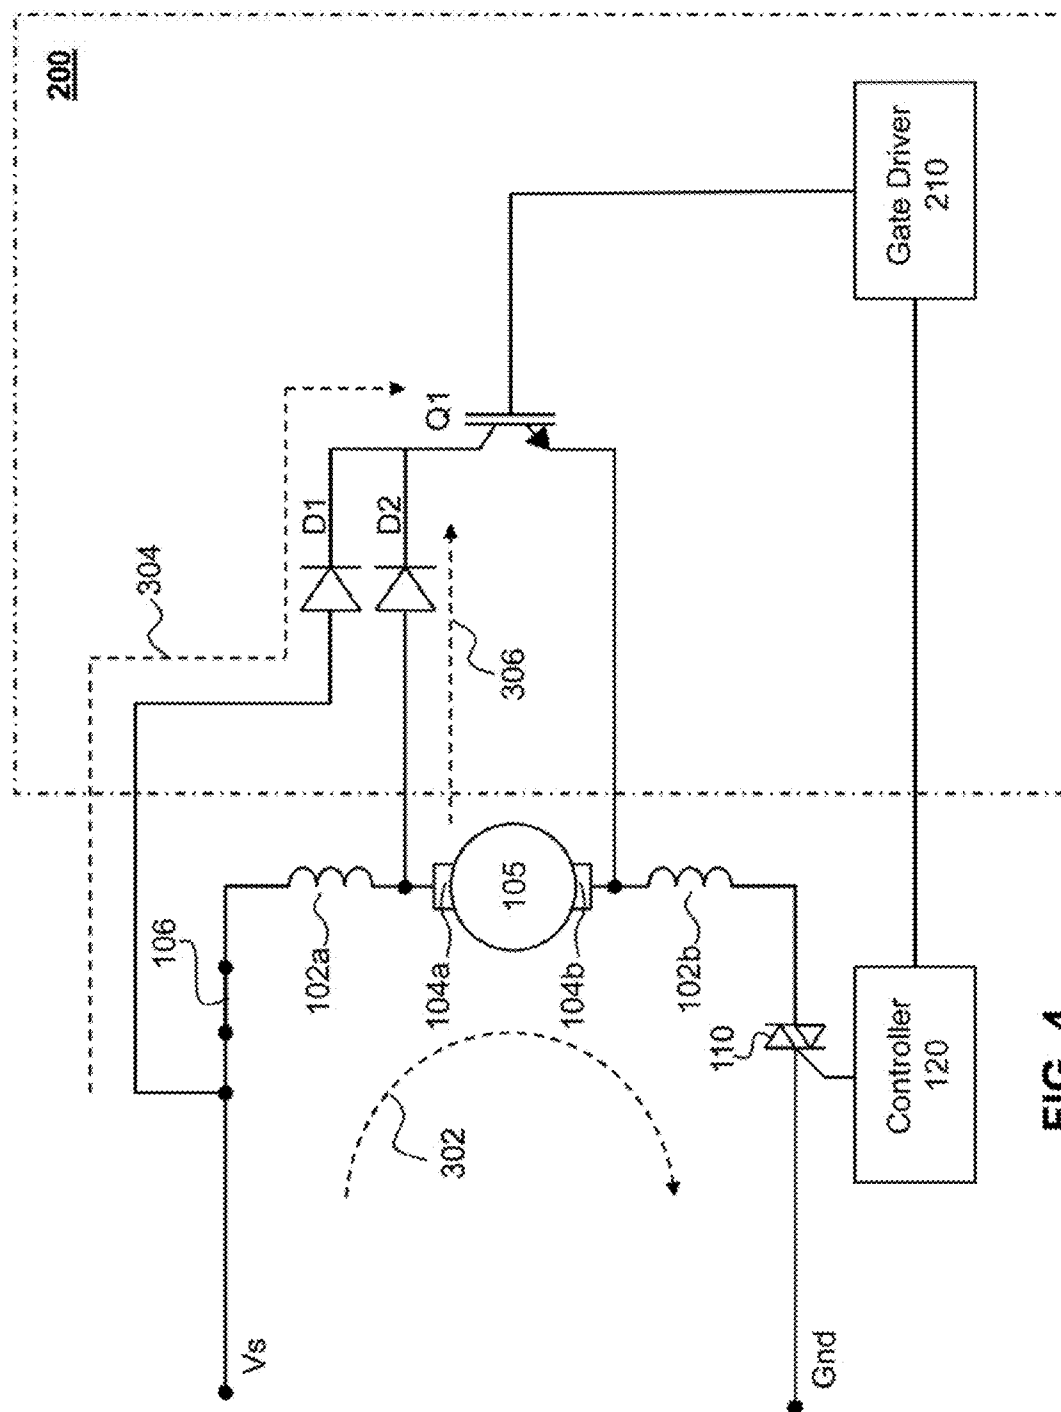 200
304
D1
D2
Q1
306
Gate Driver
210
106
102a
104a
105
104b
102b
302
110
Controller
120
Vs
Gnd
FIG. 4